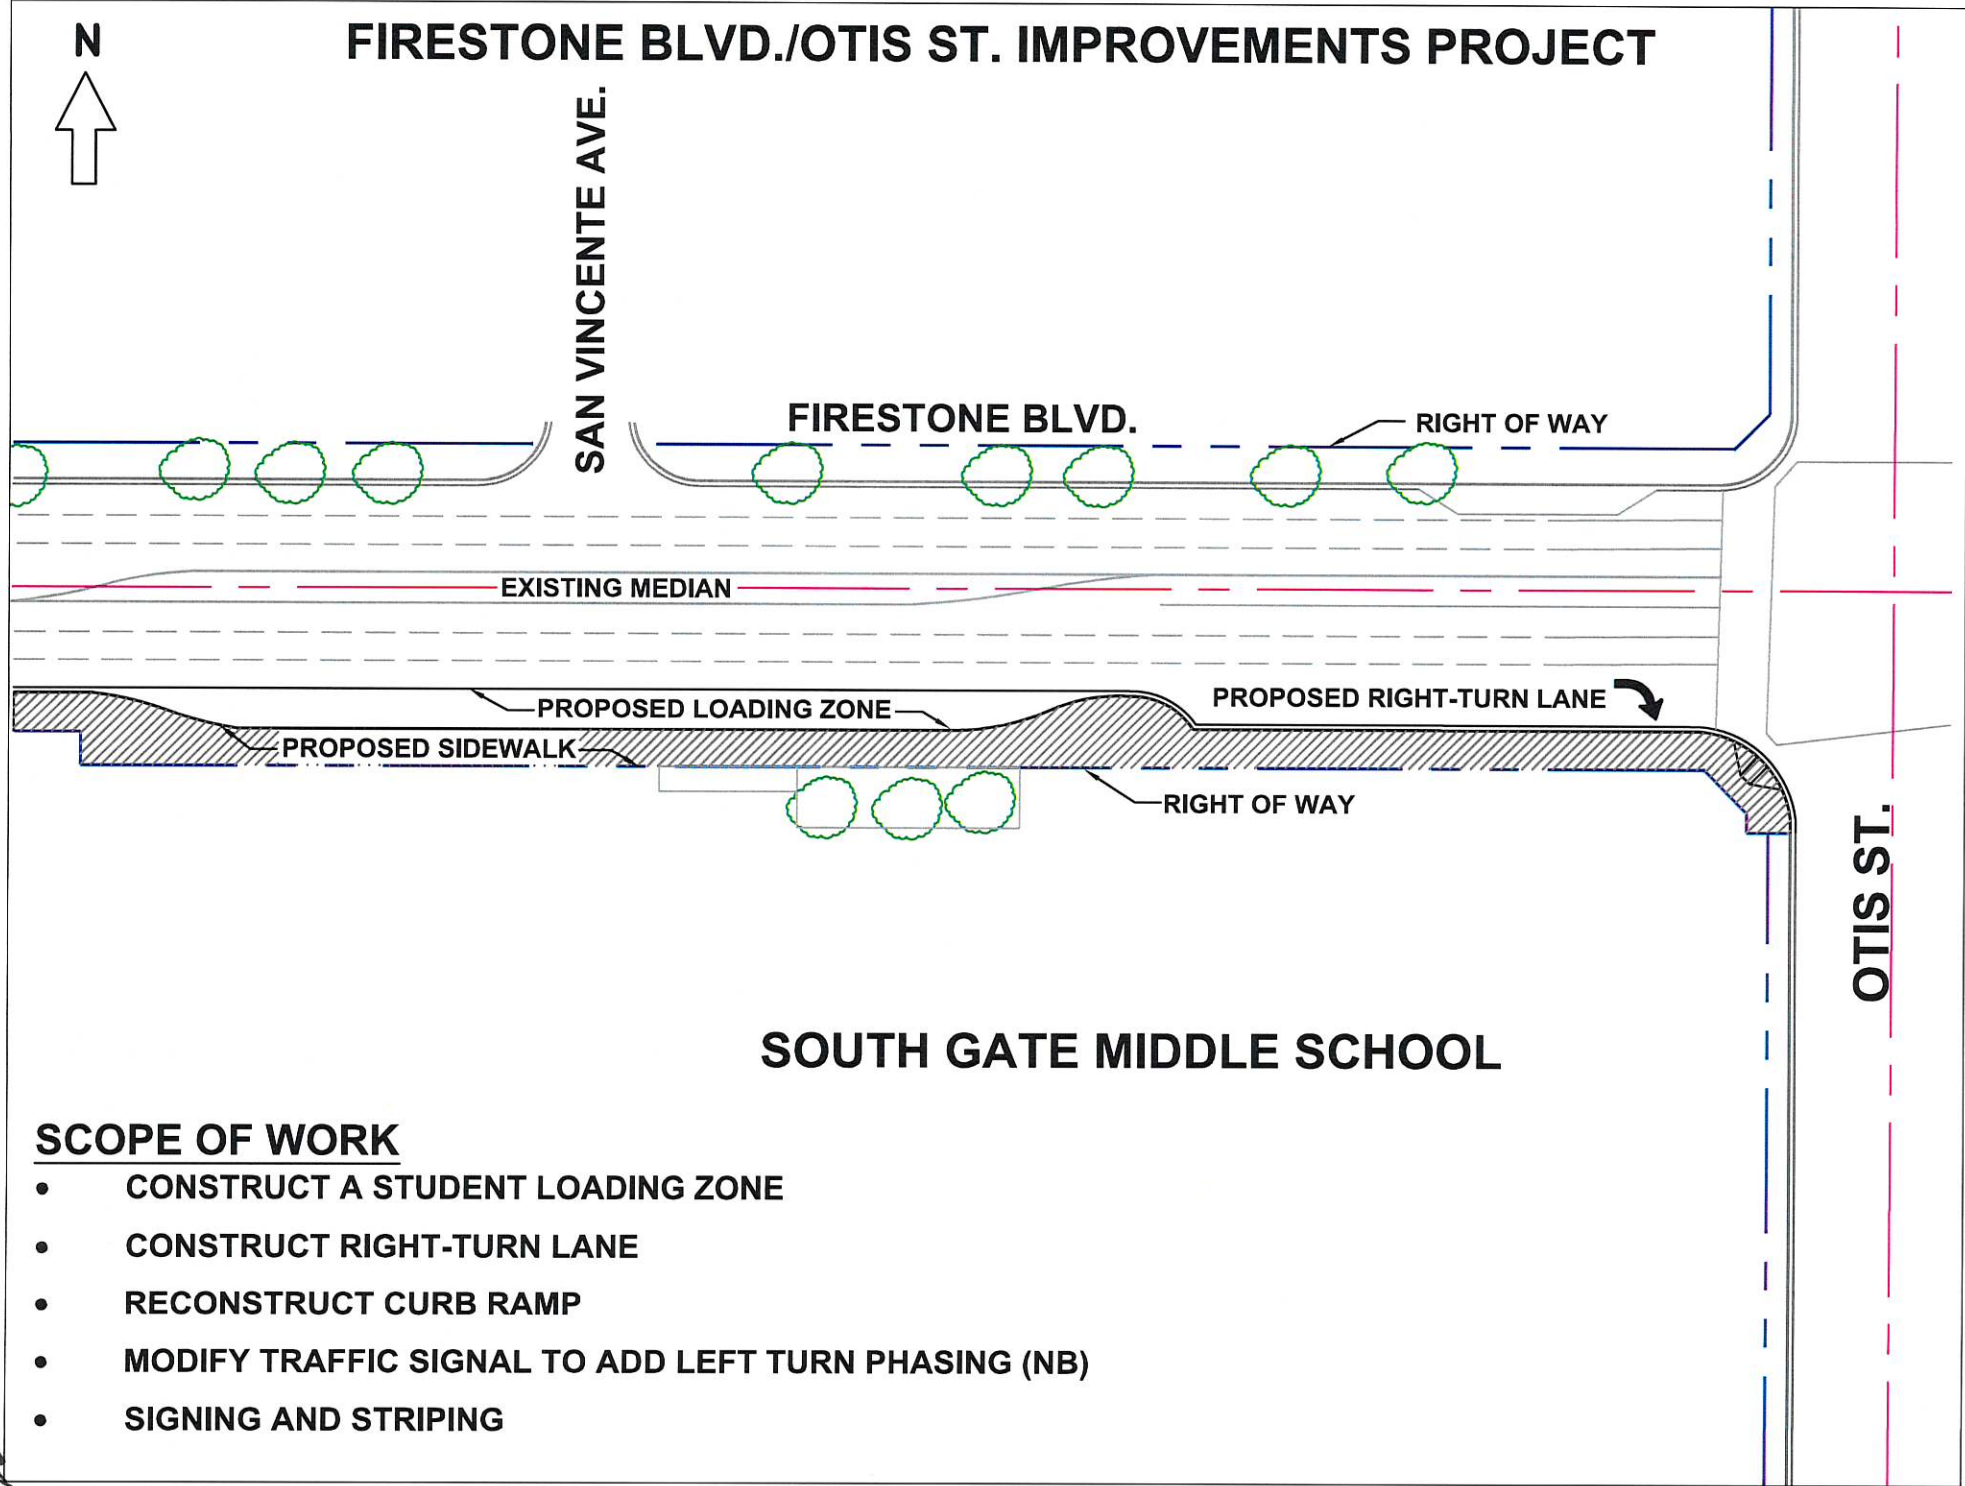 N
FIRESTONE BLVD./OTIS ST. IMPROVEMENTS PROJECT
SAN VINCENTE AVE.
FIRESTONE BLVD.
RIGHT OF WAY
EXISTING MEDIAN
PROPOSED RIGHT-TURN LANE
PROPOSED LOADING ZONE
PROPOSED SIDEWALK
RIGHT OF WAY
OTIS ST.
SOUTH GATE MIDDLE SCHOOL
SCOPE OF WORK
• CONSTRUCT A STUDENT LOADING ZONE
• CONSTRUCT RIGHT-TURN LANE
• RECONSTRUCT CURB RAMP
• MODIFY TRAFFIC SIGNAL TO ADD LEFT TURN PHASING (NB)
• SIGNING AND STRIPING